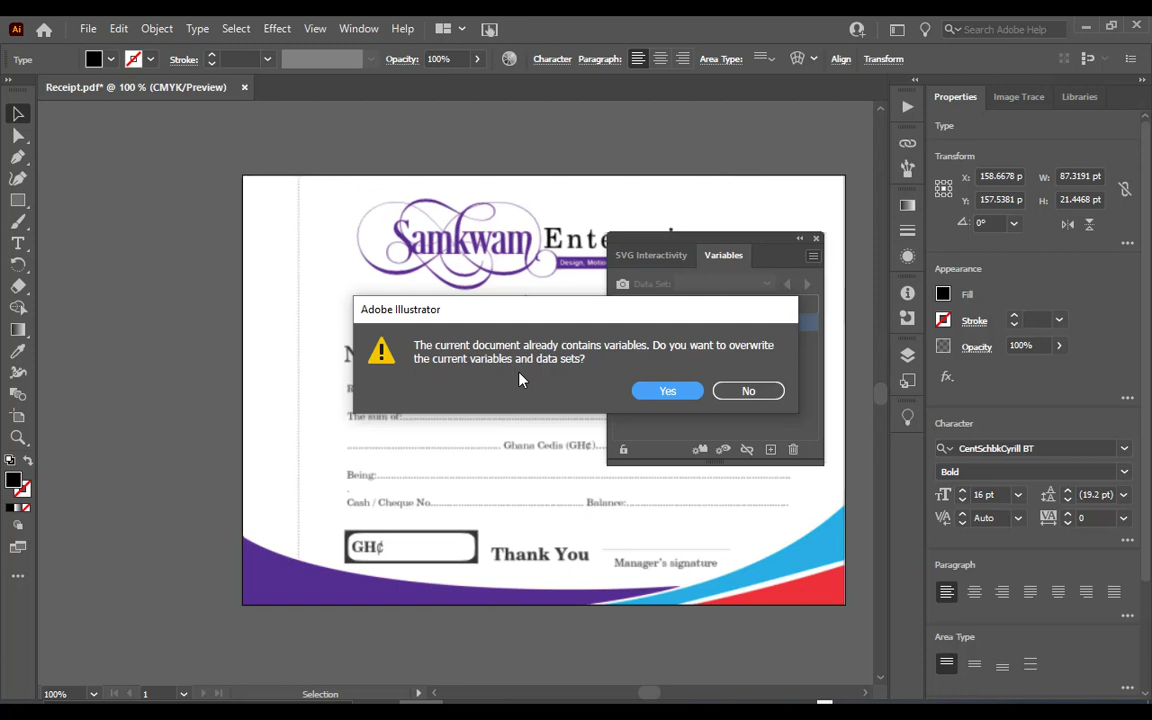 Ai
File Edit Object Type Select Effect View Window Help
Search Adobe Help
Type
Stroke:
Opacity: 100%
Character Paragraph: Area Type:
Align Transform
Receipt.pdf* @ 100 % (CMYK/Preview)
Properties Image Trace Libraries
Type
Transform
X: 158.6678 p W: 87.3191 pt
Y: 157.5381 p H: 21.4468 pt
0°
Samkwam
Design, Motio
SVG Interactivity Variables
Data Set:
Appearance
Fill
Stroke
Opacity 100%
Adobe Illustrator
The current document already contains variables. Do you want to overwrite
the current variables and data sets?
Yes No
The sum of:
Ghana Cedis (GH₵)
Being:
Cash / Cheque No. Balance:
GH₵
Thank You
Manager's signature
Character
CentSchbkCyrill BT
Bold
16 pt (19.2 pt)
Auto 0
Paragraph
Area Type
100% 1 Selection